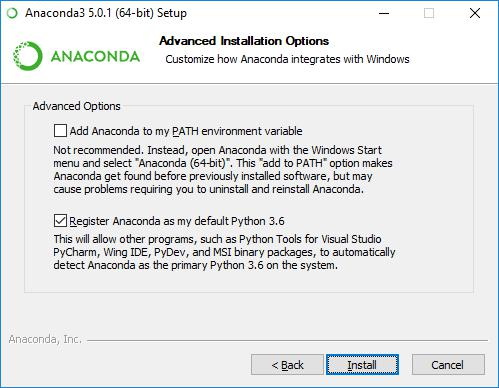 Anaconda3 5.0.1 (64-bit) Setup
Advanced Installation Options
Customize how Anaconda integrates with Windows
ANACONDA
Advanced Options
Add Anaconda to my PATH environment variable
Not recommended. Instead, open Anaconda with the Windows Start
menu and select "Anaconda (64-bit)". This "add to PATH" option makes
Anaconda get found before previously installed software, but may
cause problems requiring you to uninstall and reinstall Anaconda.
Register Anaconda as my default Python 3.6
This will allow other programs, such as Python Tools for Visual Studio
PyCharm, Wing IDE, PyDev, and MSI binary packages, to automatically
detect Anaconda as the primary Python 3.6 on the system.
Anaconda, Inc.
< Back
Install
Cancel